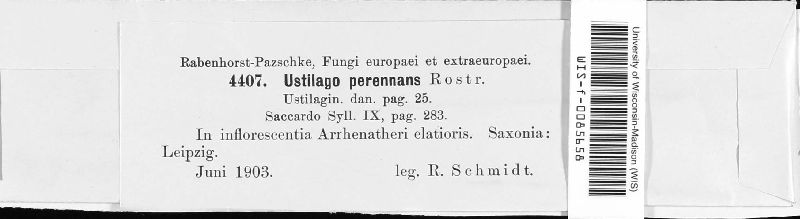 Rabenhorst-Pazschke, Fungi europaei et extraeuropaei.
4407. Ustilago perennans Rostr.
Ustilagin. dan. pag. 25.
Saccardo Syll. IX, pag. 283.
In inflorescentia Arrhenatheri elatioris. Saxonia:
Leipzig.
Juni 1903. leg. R. Schmidt.
WIS-f-0085658
University of Wisconsin-Madison (WIS)